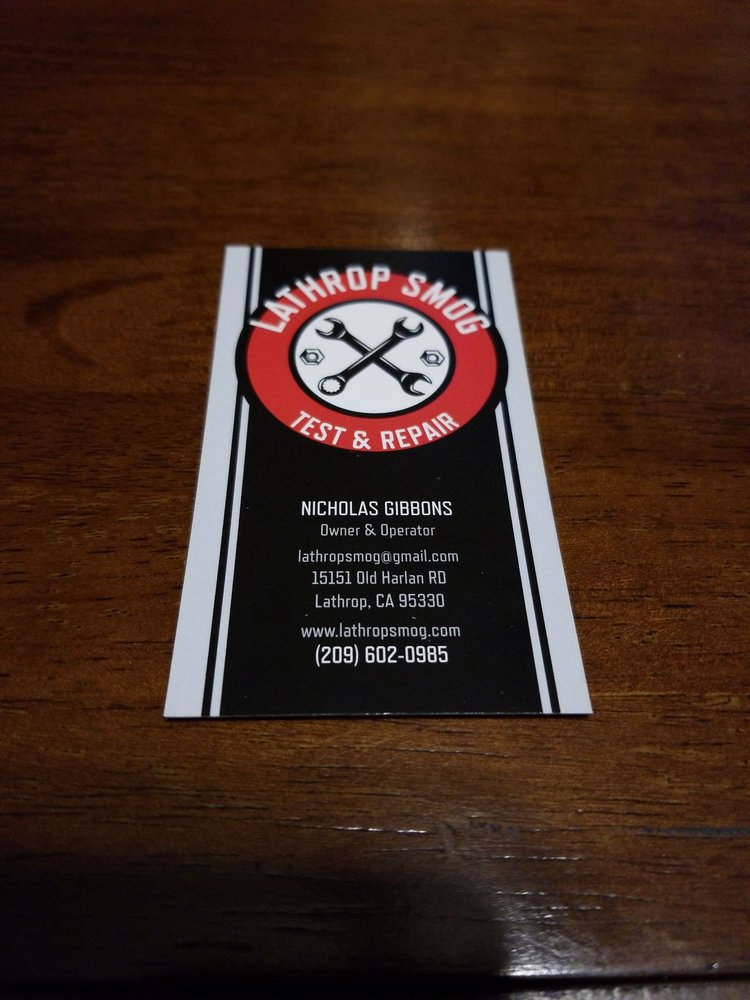 LATHROP SMOG
TEST & REPAIR
NICHOLAS GIBBONS
Owner & Operator
lathropsmog@gmail.com
15151 Old Harlan RD
Lathrop, CA 95330
www.lathropsmog.com
(209) 602-0985